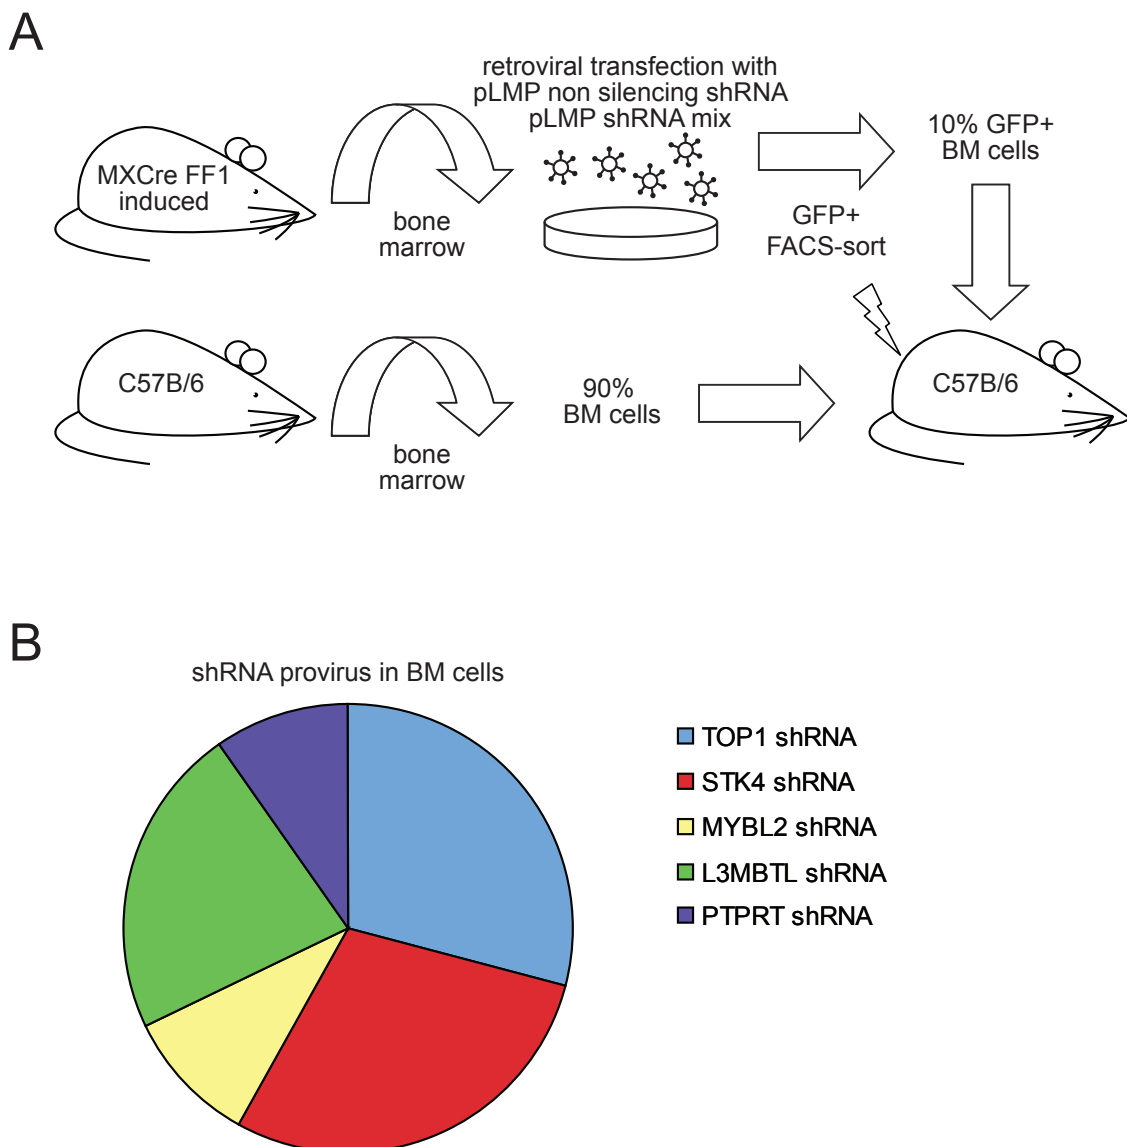 A
retroviral transfection with
pLMP non silencing shRNA
pLMP shRNA mix
10% GFP+
BM cells
MXCre FF1
induced
bone
marrow
GFP+
FACS-sort
C57B/6
90%
BM cells
C57B/6
bone
marrow
B
shRNA provirus in BM cells
TOP1 shRNA
STK4 shRNA
MYBL2 shRNA
L3MBTL shRNA
PTPRT shRNA